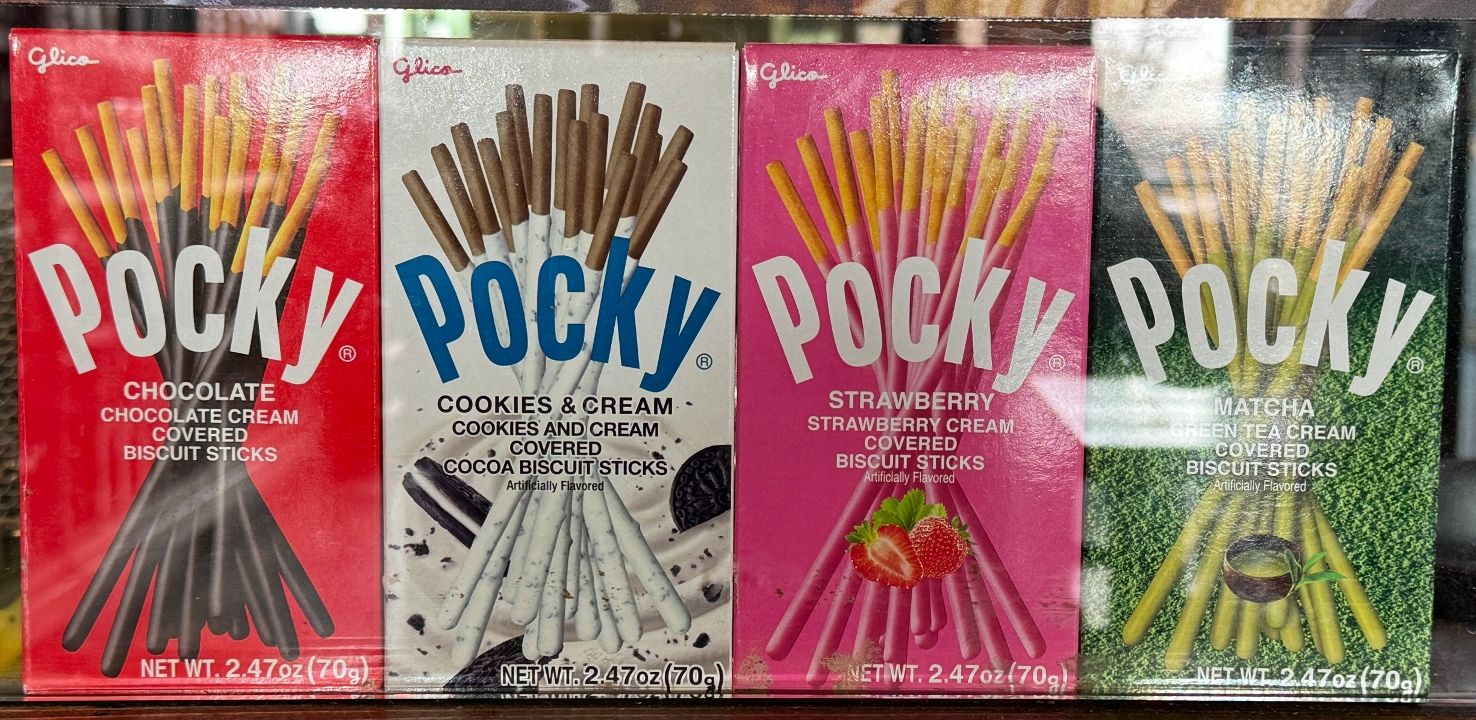 Glico
Pocky®
CHOCOLATE
CHOCOLATE CREAM
COVERED
BISCUIT STICKS
NET WT. 2.47oz (70g)
Glico
Pocky®
COOKIES & CREAM
COOKIES AND CREAM
COVERED
COCOA BISCUIT STICKS
Artificially Flavored
NET WT. 2.47oz (70g)
Glico
Pocky®
STRAWBERRY
STRAWBERRY CREAM
COVERED
BISCUIT STICKS
Artificially Flavored
NET WT. 2.47oz (70g)
Glico
Pocky®
MATCHA
GREEN TEA CREAM
COVERED
BISCUIT STICKS
Artificially Flavored
NET WT. 2.47oz (70g)